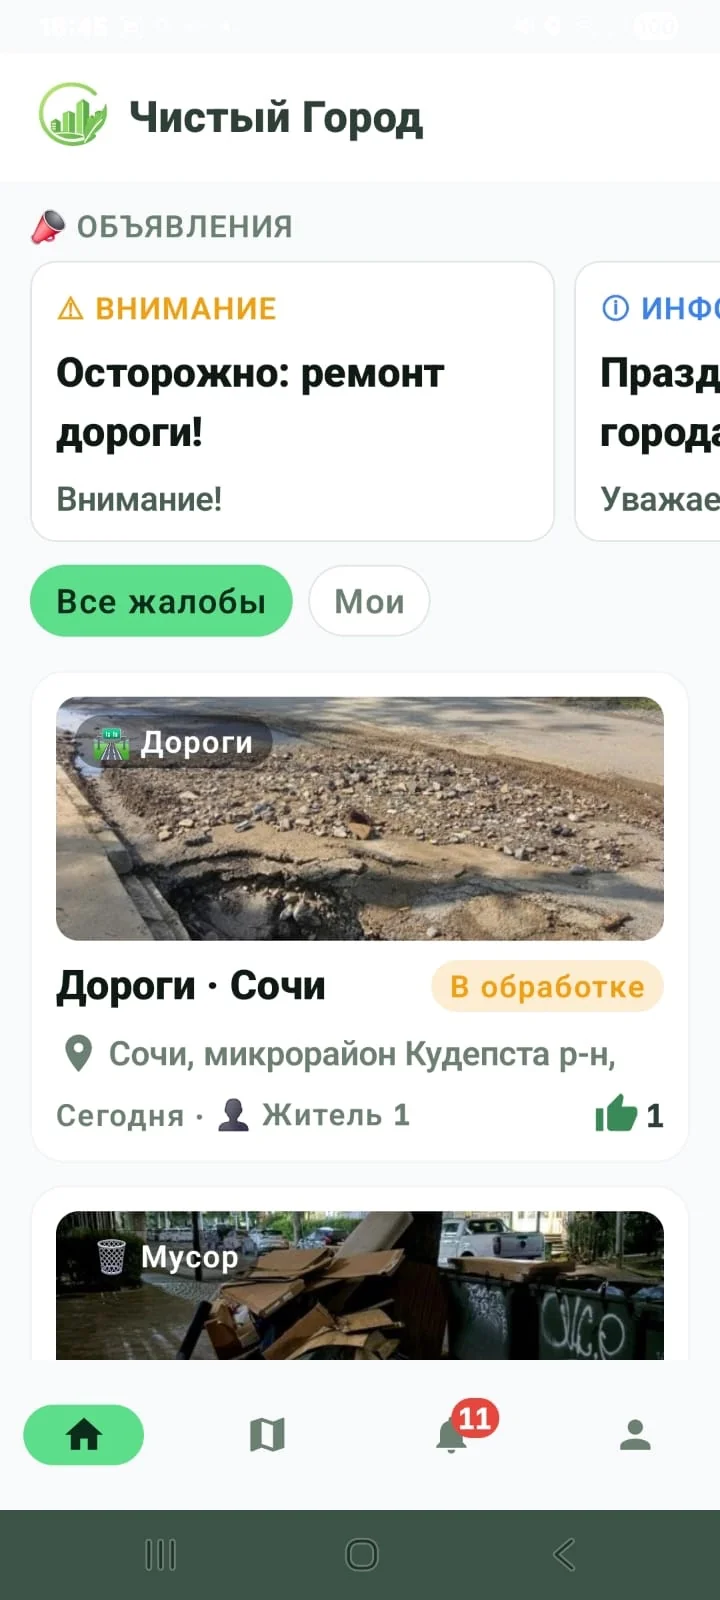 Чистый Город
ОБЪЯВЛЕНИЯ
ВНИМАНИЕ
Осторожно: ремонт
дороги!
Внимание!
Все жалобы
Мои
Дороги
Дороги · Сочи
В обработке
Сочи, микрорайон Кудепста р-н,
Сегодня · Житель 1
1
Мусор
11